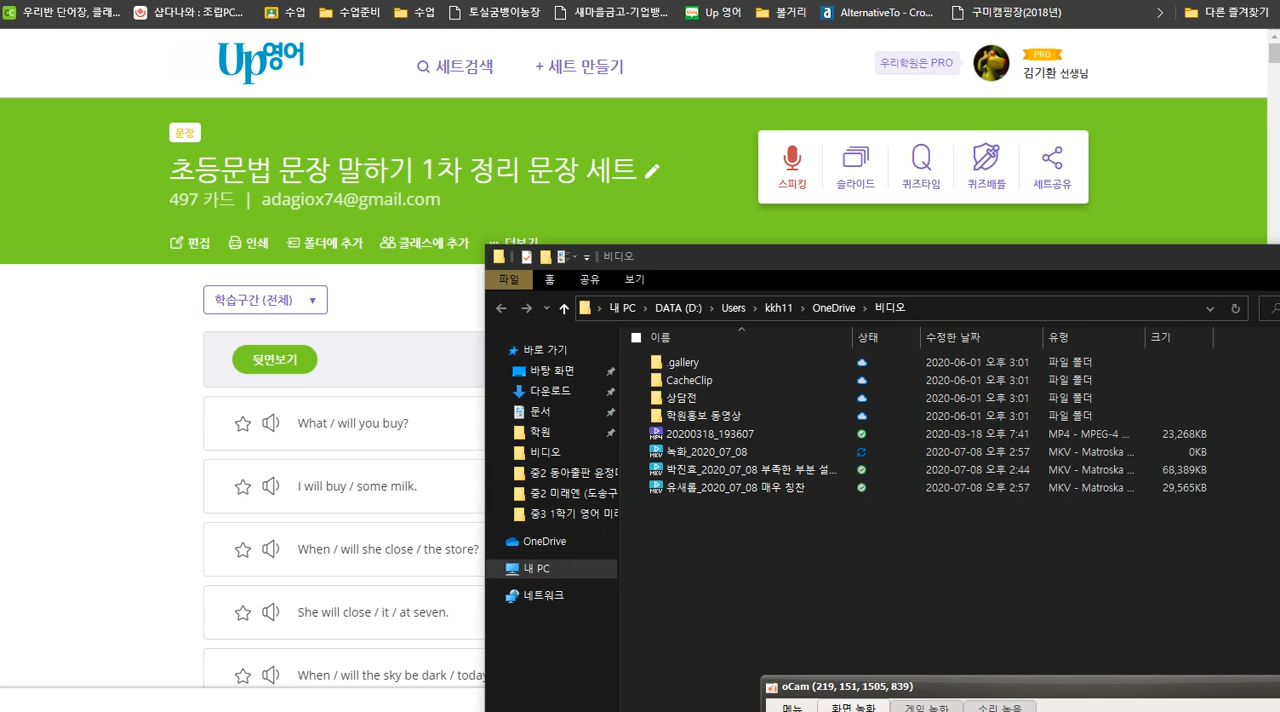 우리반 단어장, 클래... 샵다나와 : 조립PC... 수업 수업준비 수업 토실궁뱅이농장 새마을금고-기업뱅... Up 영어 볼거리 AlternativeTo - Cro... 구미캠핑장(2018년) 다른 즐겨찾기
Up영어
세트검색
+ 세트 만들기
우리학원은 PRO
PRO
김기환 선생님
문장
초등문법 문장 말하기 1차 정리 문장 세트
497 카드 | adagiox74@gmail.com
스피킹 슬라이드 퀴즈타임 퀴즈배틀 세트공유
편집 인쇄 폴더에 추가 클래스에 추가 ... 더보기
학습구간 (전체) ▼
뒷면보기
What / will you buy?
I will buy / some milk.
When / will she close / the store?
She will close / it / at seven.
When / will the sky be dark / today
비디오
파일 홈 공유 보기
내 PC > DATA (D:) > Users > kkh11 > OneDrive > 비디오
바로 가기
바탕 화면
다운로드
문서
학원
비디오
중2 동아출판 윤정미
중2 미래엔 (도송구
중3 1학기 영어 미래
OneDrive
내 PC
네트워크
이름 상태 수정한 날짜 유형 크기
.gallery 2020-06-01 오후 3:01 파일 폴더
CacheClip 2020-06-01 오후 3:01 파일 폴더
상담전 2020-06-01 오후 3:01 파일 폴더
학원홍보 동영상 2020-06-01 오후 3:01 파일 폴더
20200318_193607 2020-03-18 오후 7:41 MP4 - MPEG-4 ... 23,268KB
녹화_2020_07_08 2020-07-08 오후 2:57 MKV - Matroska ... 0KB
박진효_2020_07_08 부족한 부분 설... 2020-07-08 오후 2:44 MKV - Matroska ... 68,389KB
유새롬_2020_07_08 매우 칭찬 2020-07-08 오후 2:57 MKV - Matroska ... 29,565KB
oCam (219, 151, 1505, 839)
메뉴 화면 녹화 게임 녹화 소리 녹음